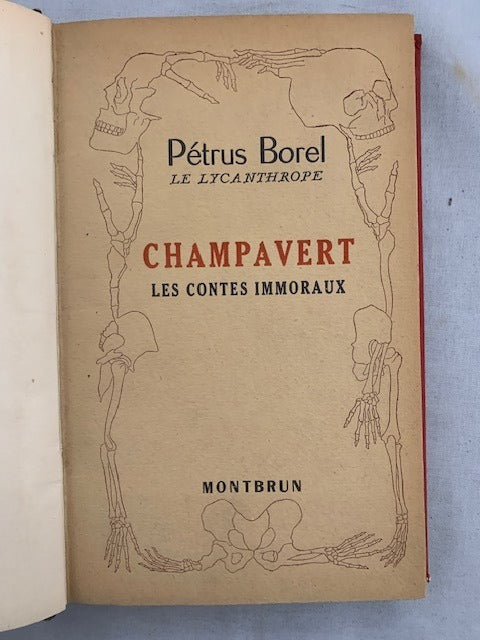 Pétrus Borel
LE LYCANTHROPE
CHAMPAVERT
LES CONTES IMMORAUX
MONTBRUN